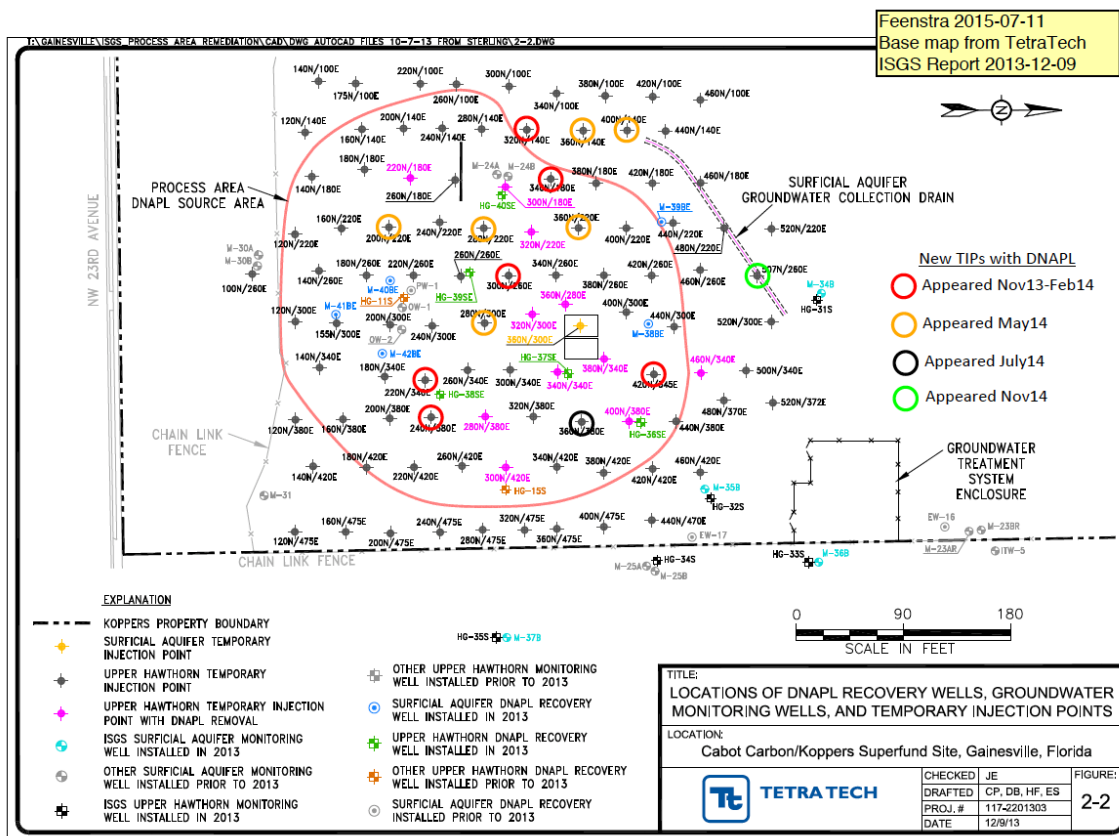 Feenstra 2015-07-11
Base map from TetraTech
ISGS Report 2013-12-09
T:\GAINESVILLE\ISGS_PROCESS AREA REMEDIATION\CAD\DWG AUTOCAD FILES 10-7-13 FROM STERLING\2-2.DWG
140N/100E
175N/100E
220N/100E
260N/100E
300N/100E
340N/100E
380N/100E
420N/100E
460N/100E
N
120N/140E
160N/140E
200N/140E
240N/140E
280N/140E
320N/140E
360N/140E
400N/140E
440N/140E
PROCESS AREA
DNAPL SOURCE AREA
140N/180E
180N/180E
220N/180E
260N/180E
M-24A
M-24B
HG-40SE
300N/180E
340N/180E
380N/180E
420N/180E
460N/180E
SURFICIAL AQUIFER
GROUNDWATER COLLECTION DRAIN
NW 23RD AVENUE
120N/220E
160N/220E
200N/220E
240N/220E
280N/220E
320N/220E
360N/220E
400N/220E
M-39BE
440N/220E
480N/220E
520N/220E
M-30A
M-30B
100N/260E
140N/260E
180N/260E
220N/260E
260N/260E
300N/260E
340N/260E
380N/260E
420N/260E
460N/260E
507N/260E
M-40BE
PW-1
HG-11S
OW-1
HG-39SE
M-34B
HG-31S
New TIPs with DNAPL
Appeared Nov13-Feb14
Appeared May14
Appeared July14
Appeared Nov14
360N/280E
M-41BE
120N/300E
155N/300E
200N/300E
240N/300E
280N/300E
320N/300E
360N/300E
400N/300E
M-38BE
440N/300E
520N/300E
OW-2
M-42BE
HG-37SE
140N/340E
180N/340E
220N/340E
260N/340E
300N/340E
340N/340E
380N/340E
420N/345E
460N/340E
500N/340E
HG-38SE
120N/380E
160N/380E
200N/380E
240N/380E
280N/380E
320N/380E
360N/380E
400N/380E
HG-36SE
440N/380E
480N/370E
520N/372E
CHAIN LINK
FENCE
140N/420E
180N/420E
220N/420E
260N/420E
300N/420E
340N/420E
380N/420E
420N/420E
460N/420E
M-31
HG-15S
M-35B
HG-32S
GROUNDWATER
TREATMENT
SYSTEM
ENCLOSURE
120N/475E
160N/475E
200N/475E
240N/475E
280N/475E
320N/475E
360N/475E
400N/475E
440N/470E
EW-17
EW-16
M-23BR
M-23AR
ITW-5
CHAIN LINK FENCE
M-25A
M-25B
HG-34S
HG-33S
M-36B
EXPLANATION
KOPPERS PROPERTY BOUNDARY
SURFICIAL AQUIFER TEMPORARY
INJECTION POINT
UPPER HAWTHORN TEMPORARY
INJECTION POINT
UPPER HAWTHORN TEMPORARY INJECTION
POINT WITH DNAPL REMOVAL
ISGS SURFICIAL AQUIFER MONITORING
WELL INSTALLED IN 2013
OTHER SURFICIAL AQUIFER MONITORING
WELL INSTALLED PRIOR TO 2013
ISGS UPPER HAWTHORN MONITORING
WELL INSTALLED IN 2013
HG-35S
M-37B
OTHER UPPER HAWTHORN MONITORING
WELL INSTALLED PRIOR TO 2013
SURFICIAL AQUIFER DNAPL RECOVERY
WELL INSTALLED IN 2013
UPPER HAWTHORN DNAPL RECOVERY
WELL INSTALLED IN 2013
OTHER UPPER HAWTHORN DNAPL RECOVERY
WELL INSTALLED PRIOR TO 2013
SURFICIAL AQUIFER DNAPL RECOVERY
INSTALLED PRIOR TO 2013
0 90 180
SCALE IN FEET
TITLE:
LOCATIONS OF DNAPL RECOVERY WELLS, GROUNDWATER
MONITORING WELLS, AND TEMPORARY INJECTION POINTS
LOCATION:
Cabot Carbon/Koppers Superfund Site, Gainesville, Florida
Tt
TETRA TECH
CHECKED JE
DRAFTED CP, DB, HF, ES
PROJ. # 117-2201303
DATE 12/9/13
FIGURE:
2-2